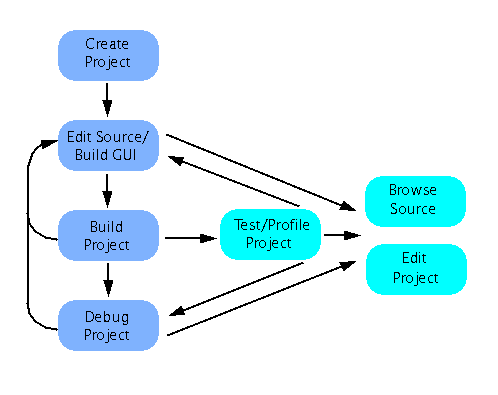 Create
Project
Edit Source/
Build GUI
Build
Project
Test/Profile
Project
Browse
Source
Edit
Project
Debug
Project